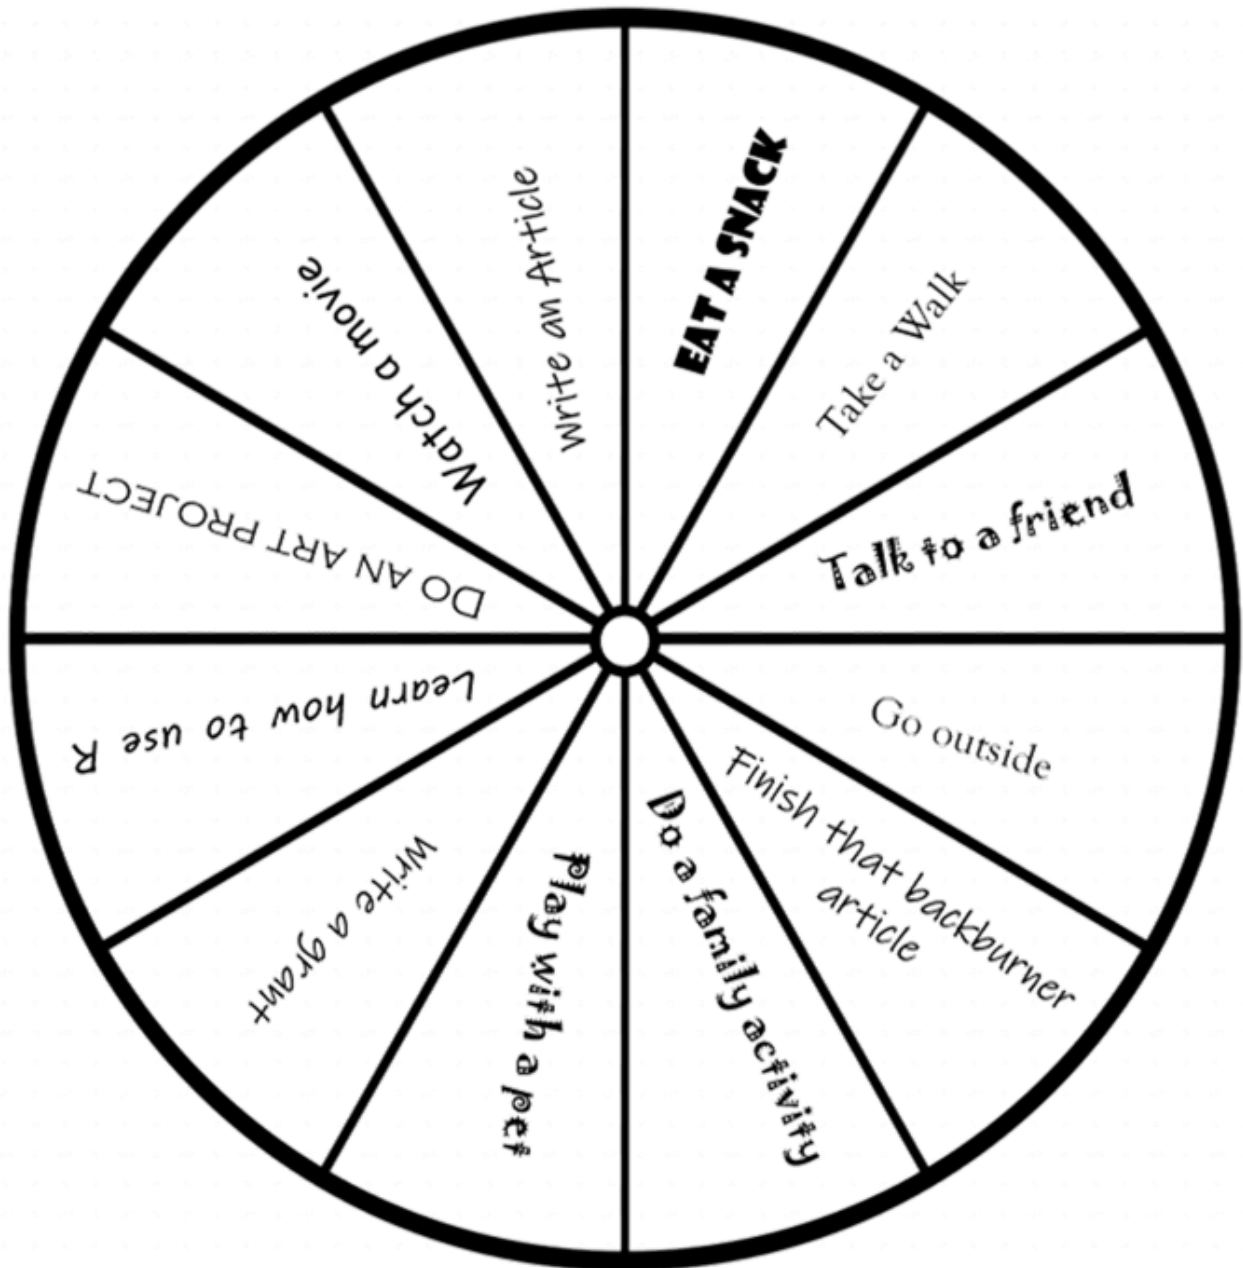 EAT A SNACK
Take a Walk
Talk to a friend
Go outside
Finish that backburner
article
Do a family activity
Play with a pet
Write a grant
Learn how to use R
DO AN ART PROJECT
Watch a movie
Write an Article